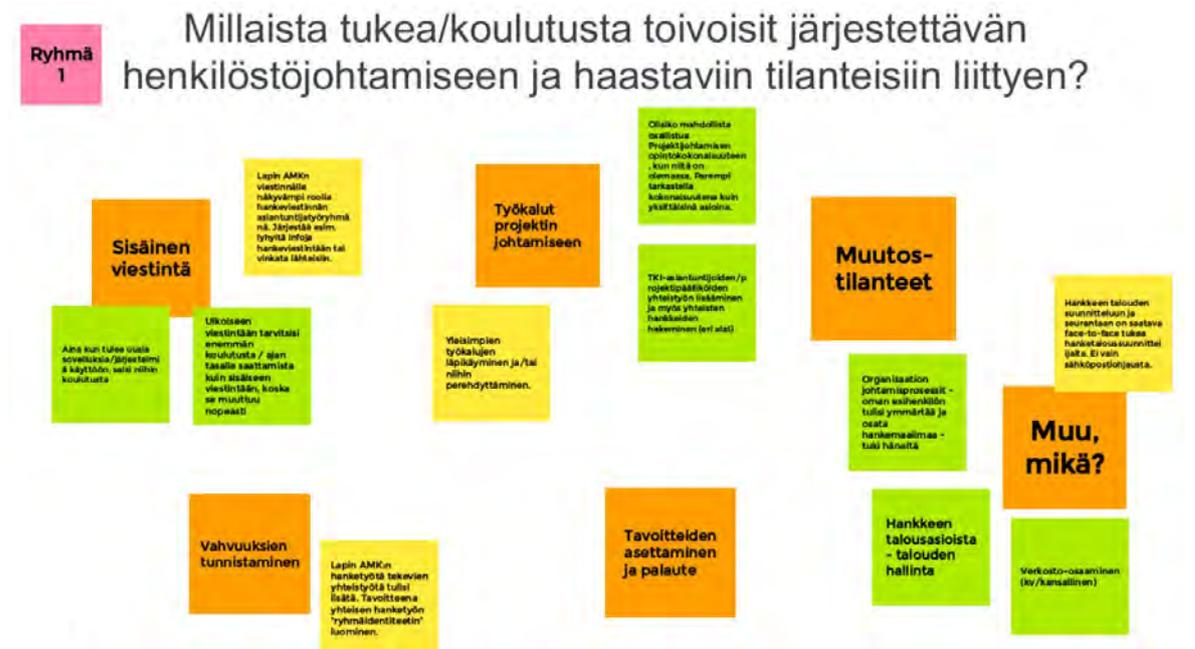 Ryhmä
1
Millaista tukea/koulutusta toivoisit järjestettävän
henkilöstöjohtamiseen ja haastaviin tilanteisiin liittyen?
Sisäinen
viestintä
Lapin AMKn
viestinnälle
näkyvämpi roolia
hankeviestinnän
asiantuntijatyöryhmä
nä. Järjestää esim.
lyhyitä infoja
hankeviestintään tai
vinkata lähteisiin.
Aina kun tulee uusia
sovelluksia/järjestelmi
ä käyttöön, saisi niihin
koulutusta
Ulkoiseen
viestintään tarvitsisi
enemmän
koulutusta / ajan
tasalla saattamista
kuin sisäiseen
viestintään, koska
se muuttuu
nopeasti
Työkalut
projektin
johtamiseen
Olisiko mahdollista
osallistua
Projektijohtamisen
opintokokonaisuuteen
, kun niitä on
olemassa. Parempi
tarkastella
kokonaisuutena kuin
yksittäisinä asioina.
TKI-asiantuntijoiden/p
rojektipäälliköiden
yhteistyön lisääminen
ja myös yhteisten
hankkeiden
hakeminen (eri alat)
Yleisimpien
työkalujen
läpikäyminen ja/tai
niihin
perehdyttäminen.
Muutos-
tilanteet
Organisaation
johtamisprosessit -
oman esihenkilön
tulisi ymmärtää ja
osata
hankemaailmaa -
tuki häneltä
Hankkeen talouden
suunnitteluun ja
seurantaan on saatava
face-to-face tukea
hanketaloussuunnittel
ijalta. Ei vain
sähköpostiohjausta.
Muu,
mikä?
Hankkeen
talousasioista
- talouden
hallinta
Verkosto-osaaminen
(kv/kansallinen)
Vahvuuksien
tunnistaminen
Lapin AMK:n
hanketyötä tekevien
yhteistyötä tulisi
lisätä. Tavoitteena
yhteisen hanketyön
"ryhmäidentiteetin"
luominen.
Tavoitteiden
asettaminen
ja palaute